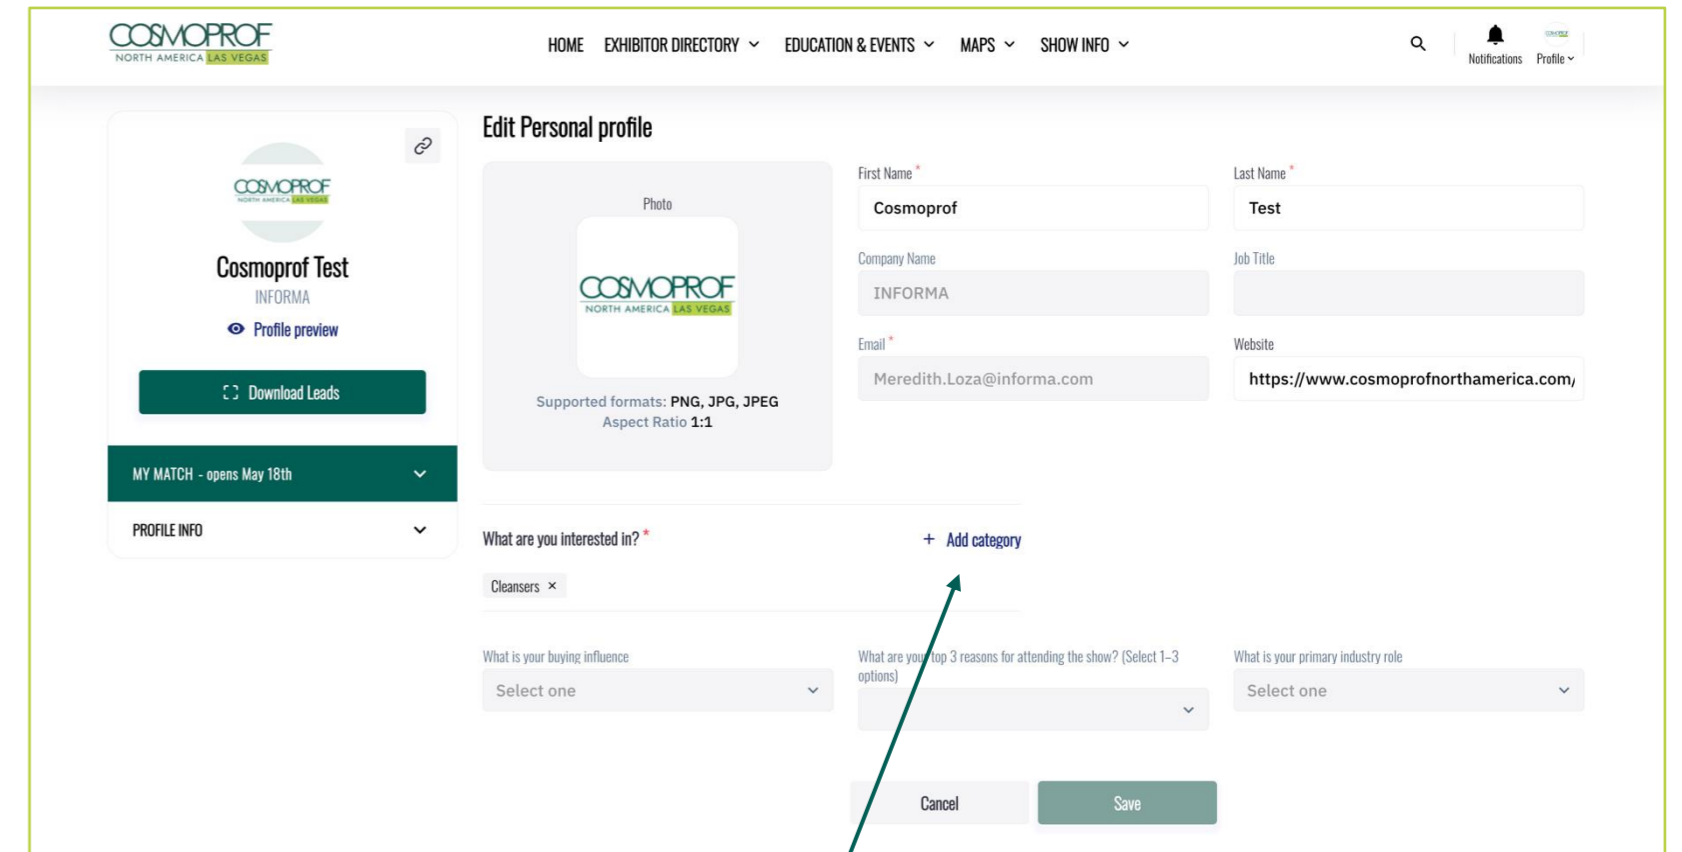 COSMOPROF
NORTH AMERICA LAS VEGAS
HOME EXHIBITOR DIRECTORY EDUCATION & EVENTS MAPS SHOW INFO
Notifications Profile
COSMOPROF
NORTH AMERICA LAS VEGAS
Cosmoprof Test
INFORMA
Profile preview
Download Leads
MY MATCH - opens May 18th
PROFILE INFO
Edit Personal profile
Photo
COSMOPROF
NORTH AMERICA LAS VEGAS
Supported formats: PNG, JPG, JPEG
Aspect Ratio 1:1
First Name *
Cosmoprof
Last Name *
Test
Company Name
INFORMA
Job Title
Email *
Meredith.Loza@informa.com
Website
https://www.cosmoprofnorthamerica.com/
What are you interested in? *
+ Add category
Cleansers ×
What is your buying influence
Select one
What are your top 3 reasons for attending the show? (Select 1–3
options)
What is your primary industry role
Select one
Cancel
Save